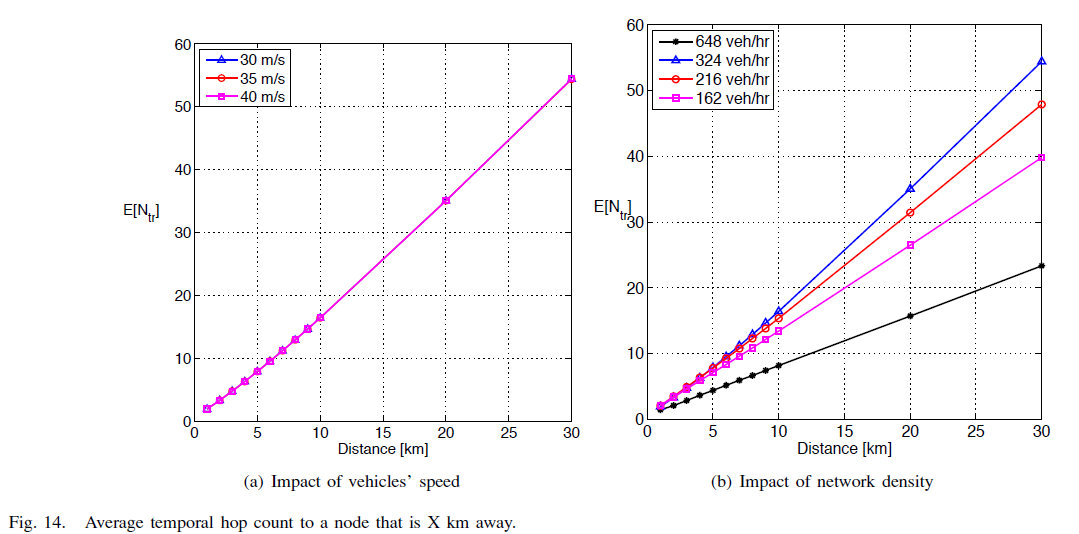 60
50
40
30
20
10
0
E[Ntr]
30 m/s
35 m/s
40 m/s
0 5 10 15 20 25 30
Distance [km]
(a) Impact of vehicles' speed
60
50
40
30
20
10
0
E[Ntr]
648 veh/hr
324 veh/hr
216 veh/hr
162 veh/hr
0 5 10 15 20 25 30
Distance [km]
(b) Impact of network density
Fig. 14. Average temporal hop count to a node that is X km away.